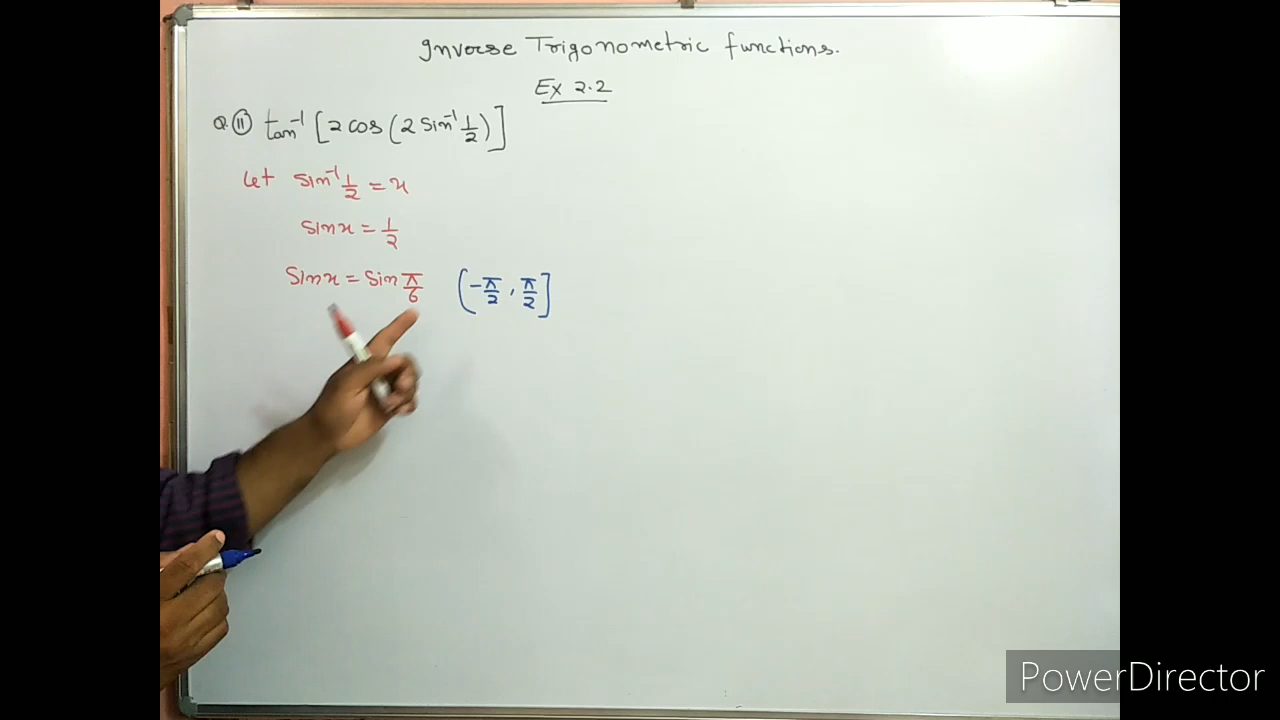 Inverse Trigonometric functions.
Ex 2.2
Q. ⑪ tan⁻¹ [2 cos (2 Sin⁻¹ 1/2)]
Let Sin⁻¹ 1/2 = x
Sin x = 1/2
Sin x = Sin π/6 (-π/2, π/2]
PowerDirector